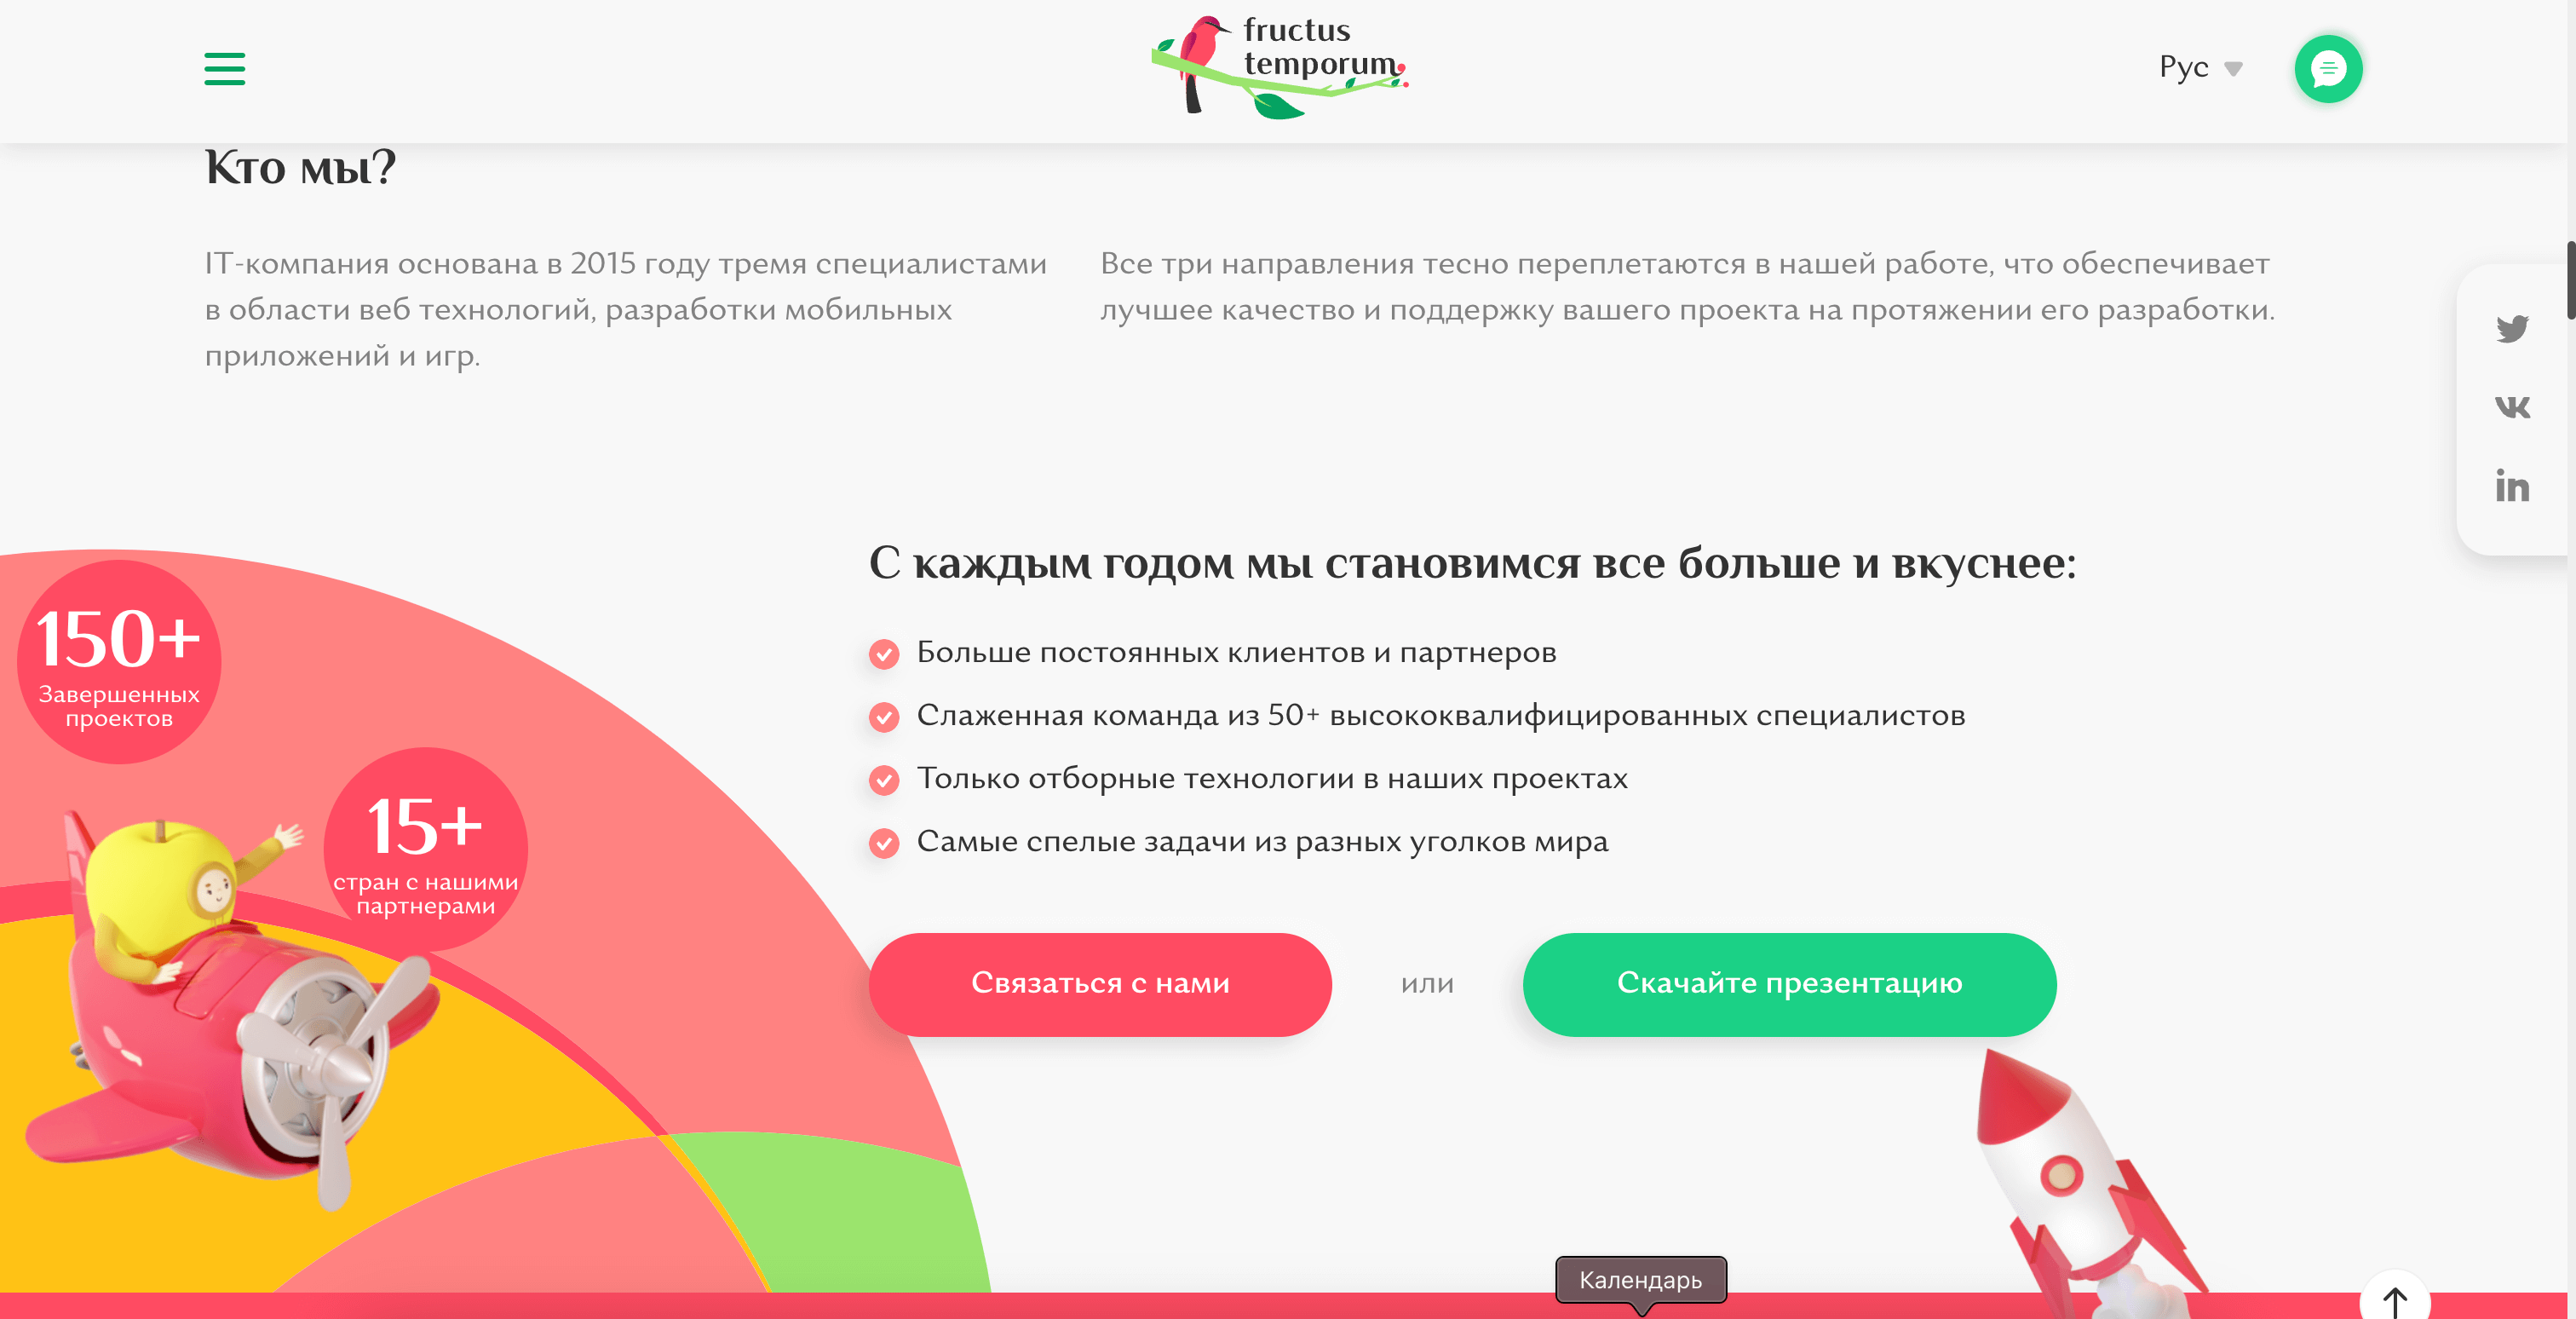 fructus
temporum
Рус
Кто мы?
IT-компания основана в 2015 году тремя специалистами
в области веб технологий, разработки мобильных
приложений и игр.
Все три направления тесно переплетаются в нашей работе, что обеспечивает
лучшее качество и поддержку вашего проекта на протяжении его разработки.
150+
Завершенных
проектов
15+
стран с нашими
партнерами
С каждым годом мы становимся все больше и вкуснее:
Больше постоянных клиентов и партнеров
Слаженная команда из 50+ высококвалифицированных специалистов
Только отборные технологии в наших проектах
Самые спелые задачи из разных уголков мира
Связаться с нами
или
Скачайте презентацию
Календарь